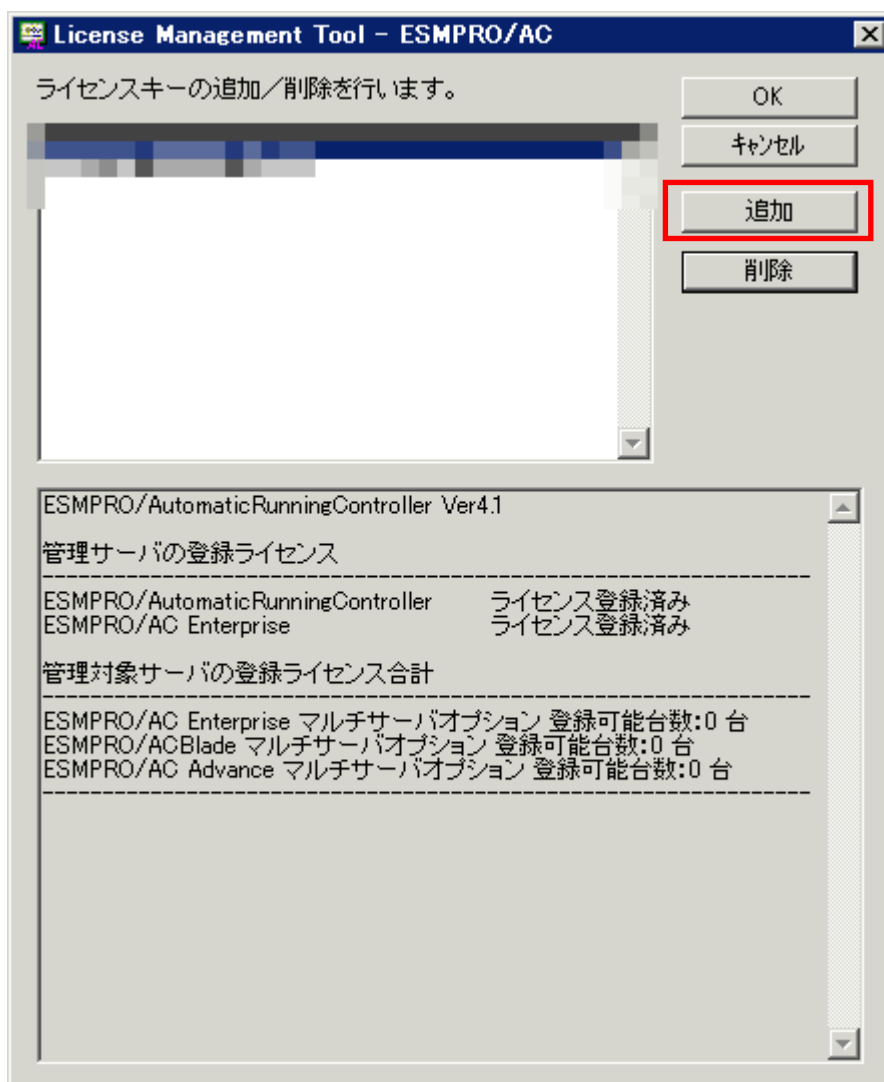 License Management Tool - ESMPRO/AC
ライセンスキーの追加／削除を行います。
OK
キャンセル
追加
削除
ESMPRO/AutomaticRunningController Ver4.1
管理サーバの登録ライセンス
--------------------------------------------------------------
ESMPRO/AutomaticRunningController ライセンス登録済み
ESMPRO/AC Enterprise ライセンス登録済み
管理対象サーバの登録ライセンス合計
--------------------------------------------------------------
ESMPRO/AC Enterprise マルチサーバオプション 登録可能台数:0 台
ESMPRO/ACBlade マルチサーバオプション 登録可能台数:0 台
ESMPRO/AC Advance マルチサーバオプション 登録可能台数:0 台
--------------------------------------------------------------